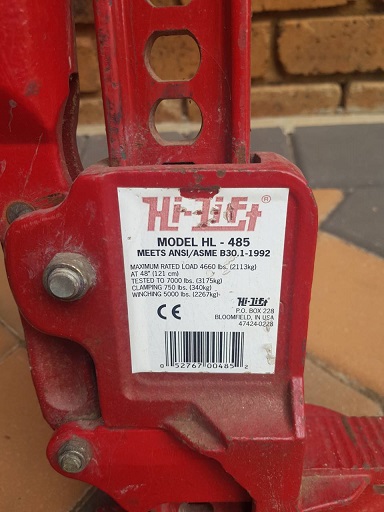 Hi-Lift®
MODEL HL - 485
MEETS ANSI/ASME B30.1-1992
MAXIMUM RATED LOAD 4660 lbs. (2113kg)
AT 48" (121 cm)
TESTED TO 7000 lbs. (3175kg)
CLAMPING 750 lbs. (340kg)
WINCHING 5000 lbs. (2267kg)
Hi-Lift
P.O. BOX 228
BLOOMFIELD, IN USA
47424-0228
CE
0 52767 00485 2